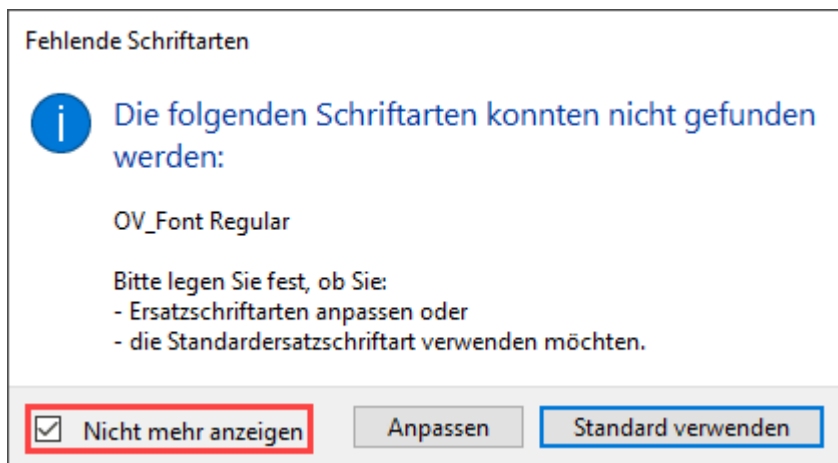 Fehlende Schriftarten
Die folgenden Schriftarten konnten nicht gefunden
werden:
OV_Font Regular
Bitte legen Sie fest, ob Sie:
- Ersatzschriftarten anpassen oder
- die Standardersatzschriftart verwenden möchten.
Nicht mehr anzeigen
Anpassen
Standard verwenden